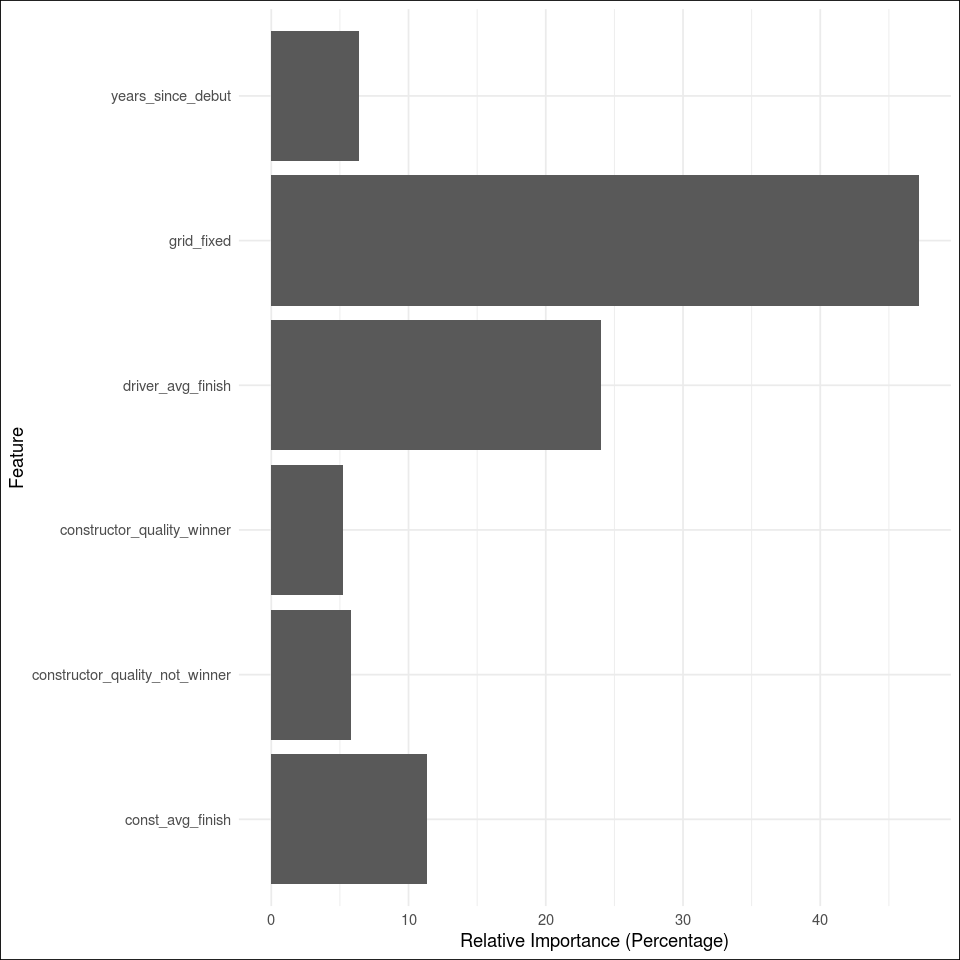 years_since_debut
grid_fixed
driver_avg_finish
constructor_quality_winner
constructor_quality_not_winner
const_avg_finish
Feature
0 10 20 30 40
Relative Importance (Percentage)